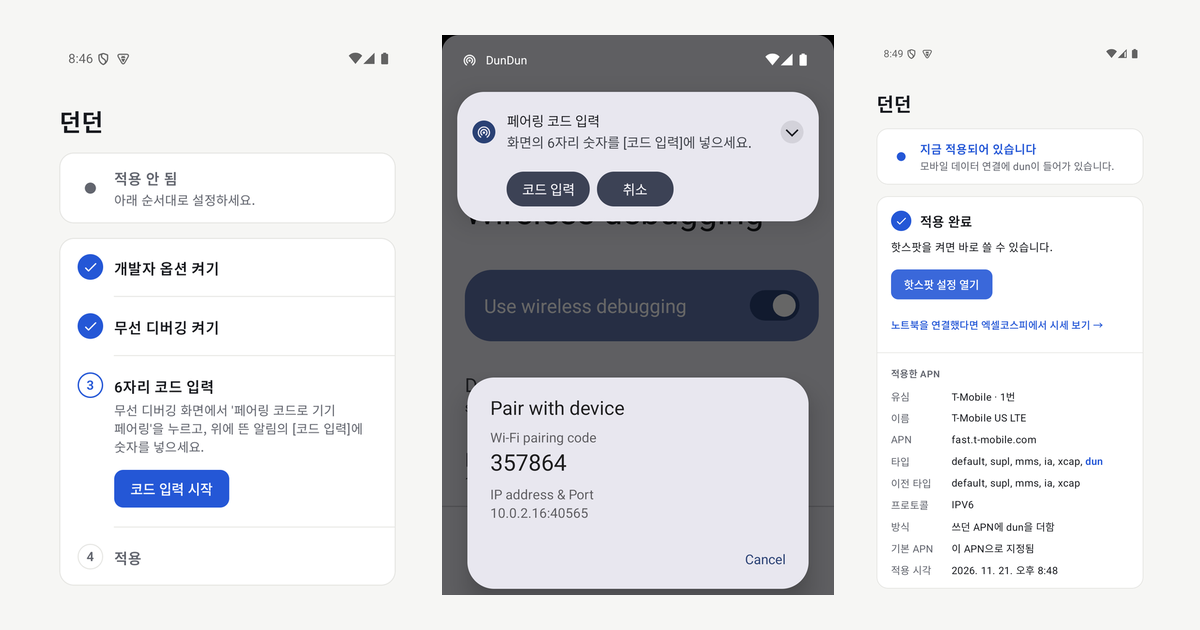 8:46
던던
적용 안 됨
아래 순서대로 설정하세요.
개발자 옵션 켜기
무선 디버깅 켜기
3
6자리 코드 입력
무선 디버깅 화면에서 '페어링 코드로 기기
페어링'을 누르고, 위에 뜬 알림의 [코드 입력]에
숫자를 넣으세요.
코드 입력 시작
4
적용
DunDun
페어링 코드 입력
화면의 6자리 숫자를 [코드 입력]에 넣으세요.
코드 입력
취소
Wireless debugging
Use wireless debugging
Pair with device
Wi-Fi pairing code
357864
IP address & Port
10.0.2.16:40565
Cancel
8:49
던던
지금 적용되어 있습니다
모바일 데이터 연결에 dun이 들어가 있습니다.
적용 완료
핫스팟을 켜면 바로 쓸 수 있습니다.
핫스팟 설정 열기
노트북을 연결했다면 엑셀코스피에서 시세 보기 →
적용한 APN
유심 T-Mobile · 1번
이름 T-Mobile US LTE
APN fast.t-mobile.com
타입 default, supl, mms, ia, xcap, dun
이전 타입 default, supl, mms, ia, xcap
프로토콜 IPV6
방식 쓰던 APN에 dun을 더함
기본 APN 이 APN으로 지정됨
적용 시각 2026. 11. 21. 오후 8:48